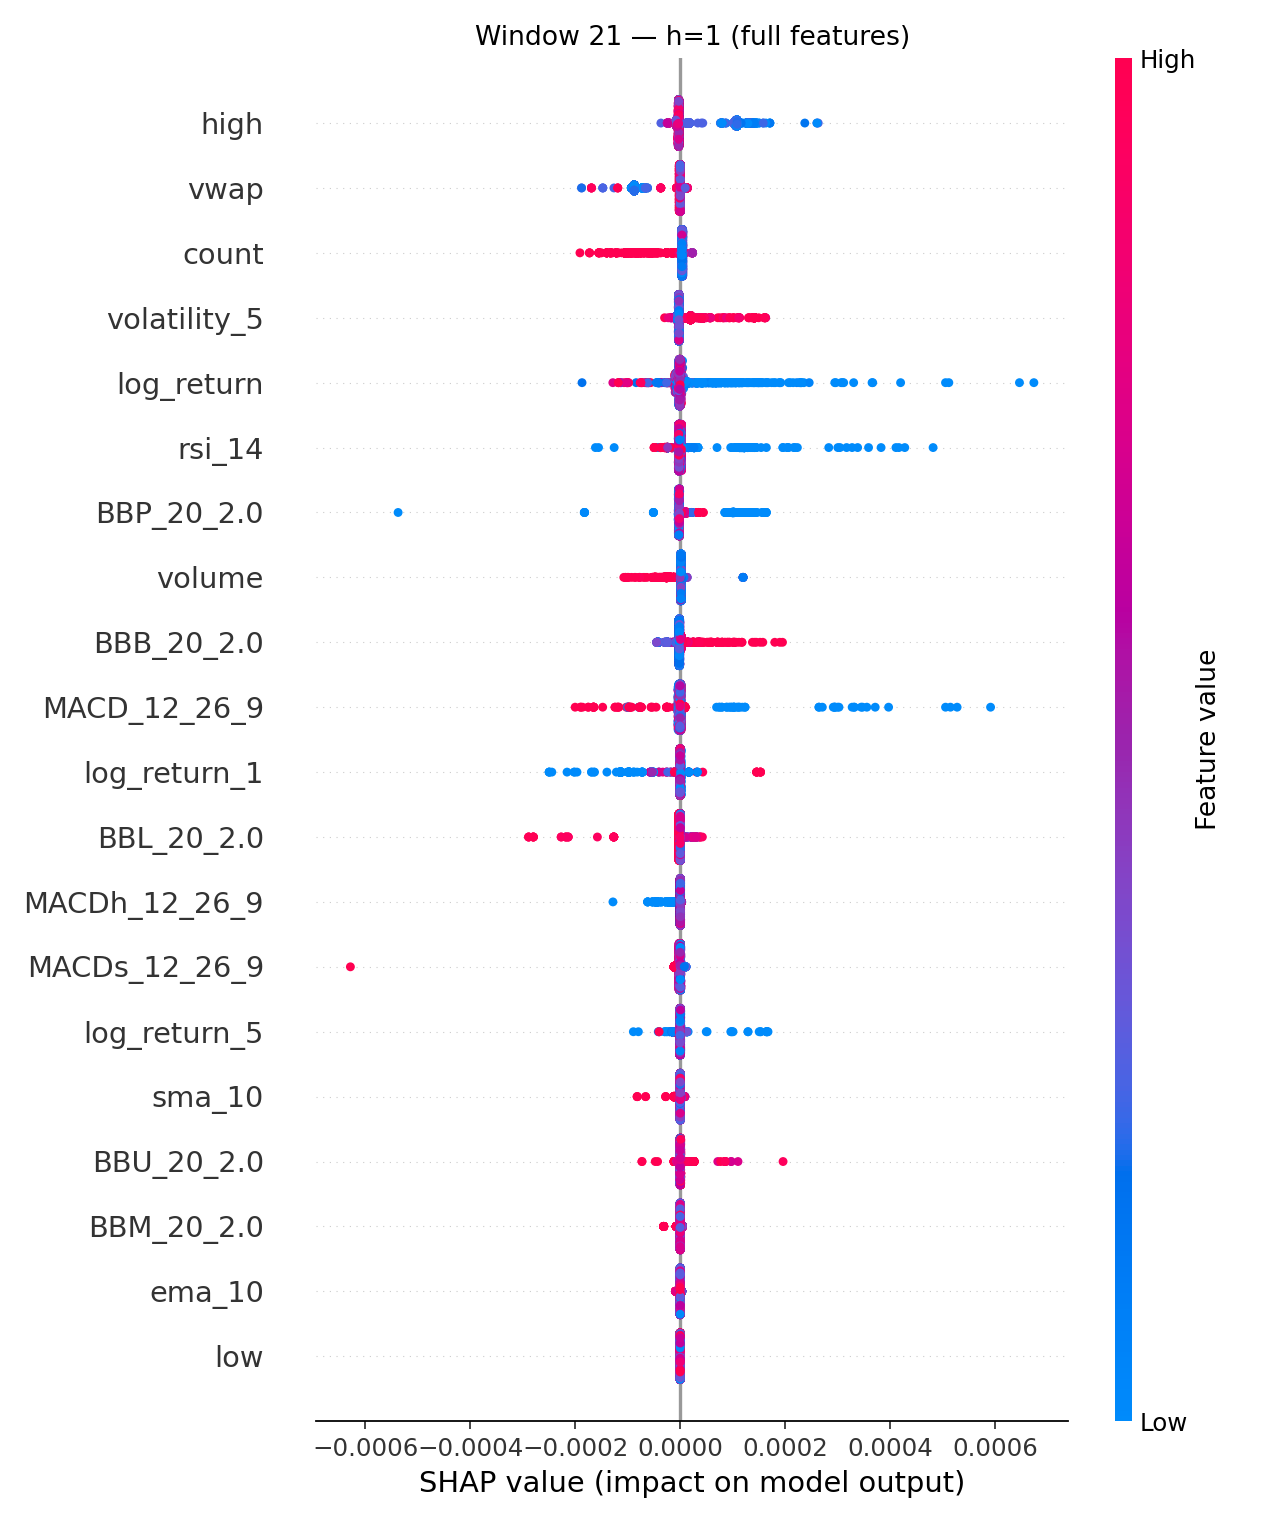 Window 21 — h=1 (full features)
High
high
vwap
count
volatility_5
log_return
rsi_14
BBP_20_2.0
volume
BBB_20_2.0
MACD_12_26_9
log_return_1
BBL_20_2.0
MACDh_12_26_9
MACDs_12_26_9
log_return_5
sma_10
BBU_20_2.0
BBM_20_2.0
ema_10
low
Feature value
Low
−0.0006 −0.0004 −0.0002 0.0000 0.0002 0.0004 0.0006
SHAP value (impact on model output)